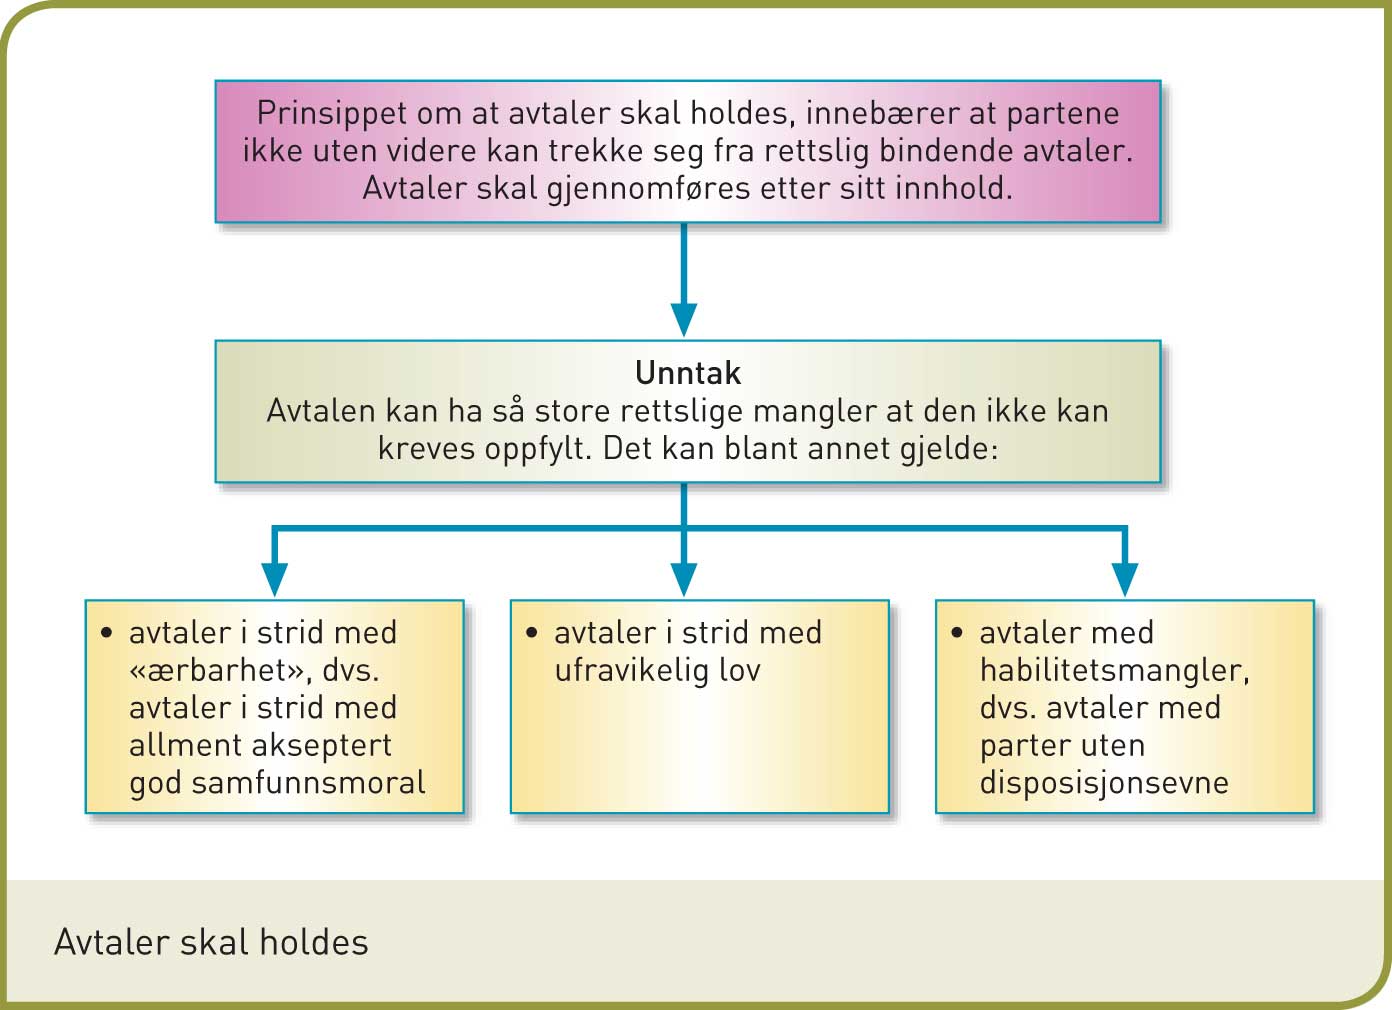 Prinsippet om at avtaler skal holdes, innebærer at partene
ikke uten videre kan trekke seg fra rettslig bindende avtaler.
Avtaler skal gjennomføres etter sitt innhold.
Unntak
Avtalen kan ha så store rettslige mangler at den ikke kan
kreves oppfylt. Det kan blant annet gjelde:
• avtaler i strid med
«ærbarhet», dvs.
avtaler i strid med
allment akseptert
god samfunnsmoral
• avtaler i strid med
ufravikelig lov
• avtaler med
habilitetsmangler,
dvs. avtaler med
parter uten
disposisjonsevne
Avtaler skal holdes